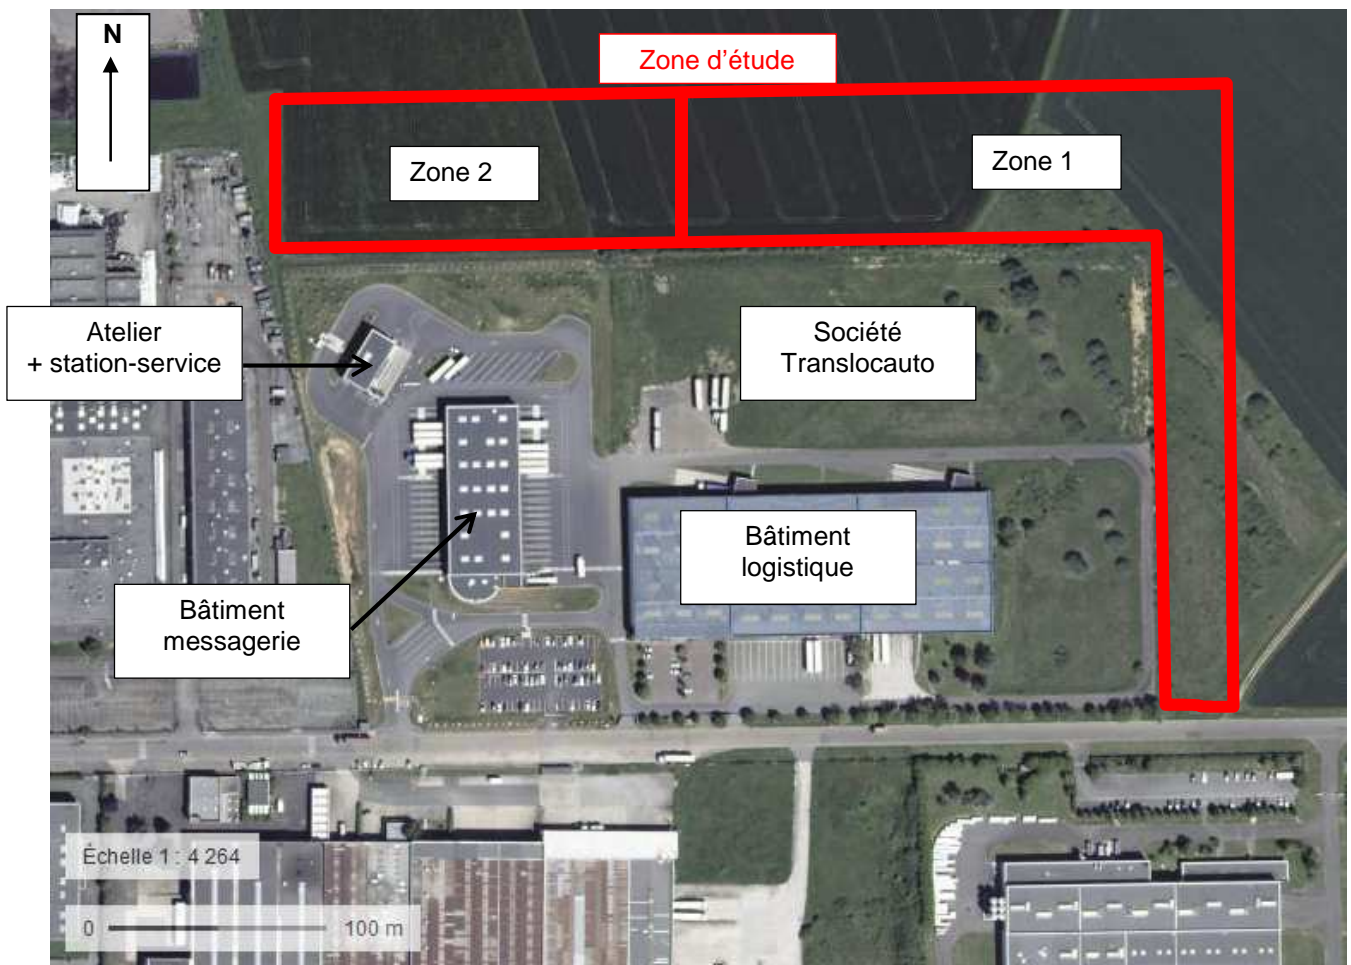 N
Zone d'étude
Zone 2
Zone 1
Atelier
+ station-service
Société
Translocauto
Bâtiment
logistique
Bâtiment
messagerie
Échelle 1 : 4 264
0
100 m